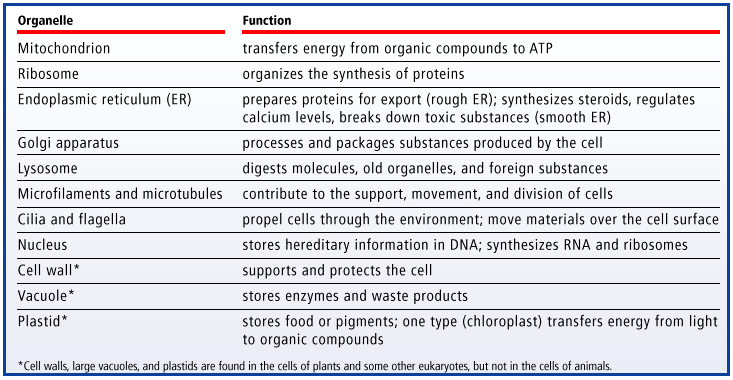 Organelle Function
Mitochondrion transfers energy from organic compounds to ATP
Ribosome organizes the synthesis of proteins
Endoplasmic reticulum (ER) prepares proteins for export (rough ER); synthesizes steroids, regulates
calcium levels, breaks down toxic substances (smooth ER)
Golgi apparatus processes and packages substances produced by the cell
Lysosome digests molecules, old organelles, and foreign substances
Microfilaments and microtubules contribute to the support, movement, and division of cells
Cilia and flagella propel cells through the environment; move materials over the cell surface
Nucleus stores hereditary information in DNA; synthesizes RNA and ribosomes
Cell wall* supports and protects the cell
Vacuole* stores enzymes and waste products
Plastid* stores food or pigments; one type (chloroplast) transfers energy from light
to organic compounds
*Cell walls, large vacuoles, and plastids are found in the cells of plants and some other eukaryotes, but not in the cells of animals.